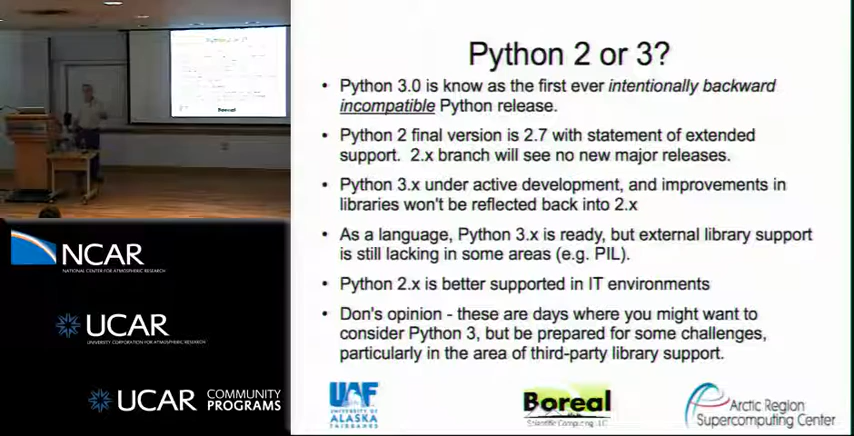 Python 2 or 3?
• Python 3.0 is know as the first ever intentionally backward
incompatible Python release.
• Python 2 final version is 2.7 with statement of extended
support. 2.x branch will see no new major releases.
• Python 3.x under active development, and improvements in
libraries won't be reflected back into 2.x
• As a language, Python 3.x is ready, but external library support
is still lacking in some areas (e.g. PIL).
• Python 2.x is better supported in IT environments
• Don's opinion - these are days where you might want to
consider Python 3, but be prepared for some challenges,
particularly in the area of third-party library support.
NCAR
NATIONAL CENTER FOR ATMOSPHERIC RESEARCH
UCAR
UNIVERSITY CORPORATION FOR ATMOSPHERIC RESEARCH
UCAR COMMUNITY
PROGRAMS
UAF
UNIVERSITY OF
ALASKA
FAIRBANKS
Boreal
Scientific Computing LLC
Arctic Region
Supercomputing Center